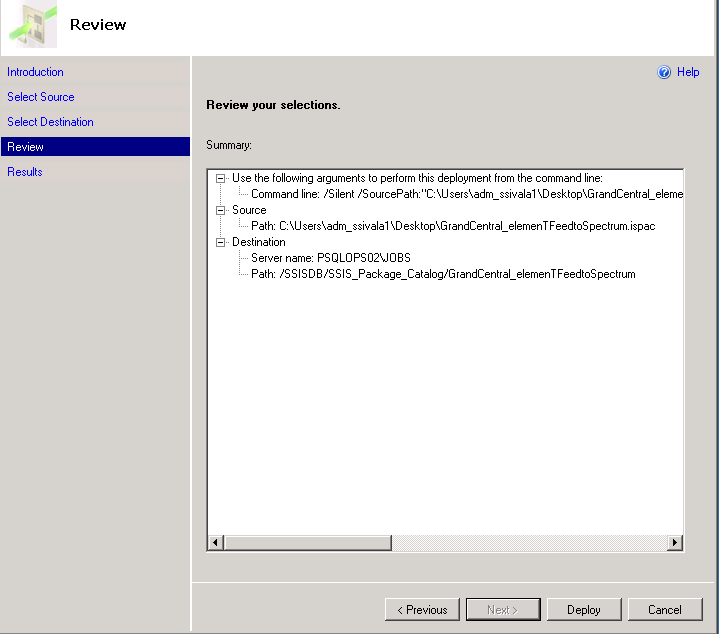 Review
Introduction
Select Source
Select Destination
Review
Results
Help
Review your selections.
Summary:
Use the following arguments to perform this deployment from the command line:
Command line: /Silent /SourcePath:"C:\Users\adm_ssivala1\Desktop\GrandCentral_eleme
Source
Path: C:\Users\adm_ssivala1\Desktop\GrandCentral_elemenTFeedtoSpectrum.ispac
Destination
Server name: PSQLOPS02\JOBS
Path: /SSISDB/SSIS_Package_Catalog/GrandCentral_elemenTFeedtoSpectrum
< Previous Next > Deploy Cancel